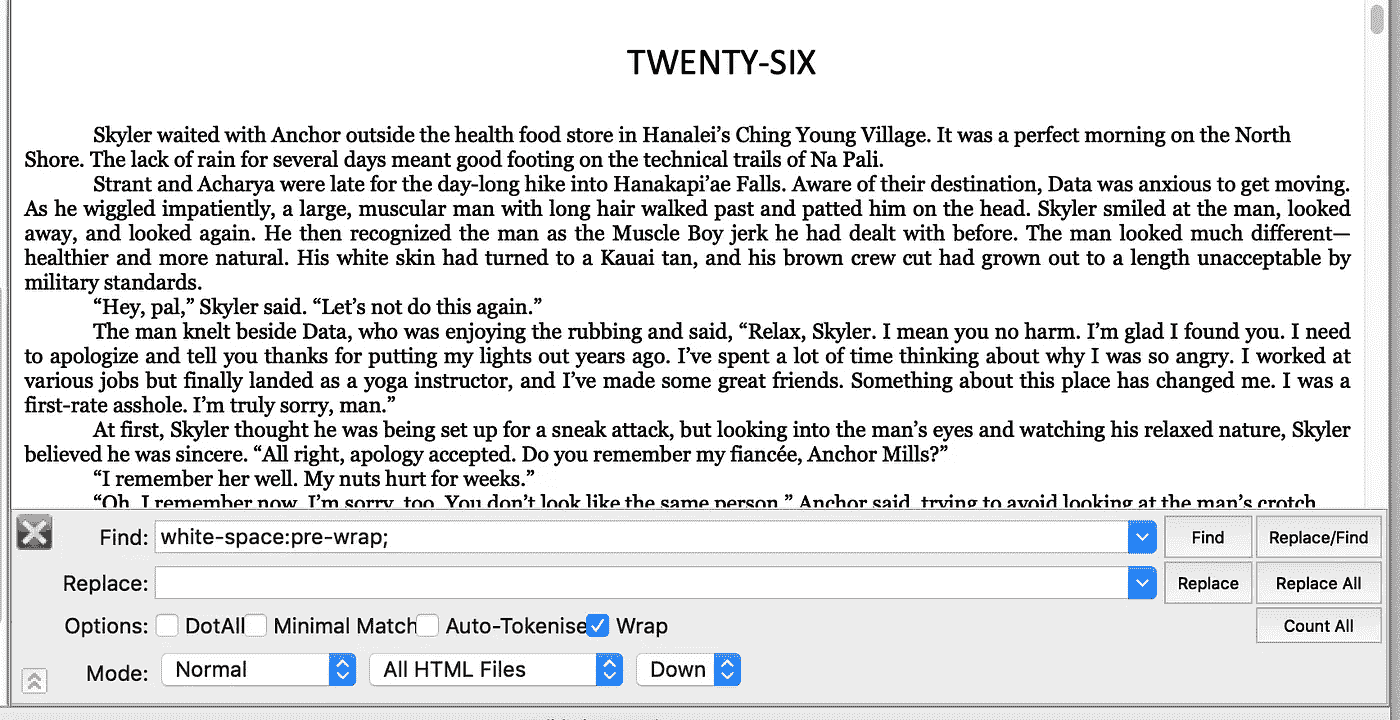 TWENTY-SIX
Skyler waited with Anchor outside the health food store in Hanalei’s Ching Young Village. It was a perfect morning on the North
Shore. The lack of rain for several days meant good footing on the technical trails of Na Pali.
Strant and Acharya were late for the day-long hike into Hanakapi’ae Falls. Aware of their destination, Data was anxious to get moving.
As he wiggled impatiently, a large, muscular man with long hair walked past and patted him on the head. Skyler smiled at the man, looked
away, and looked again. He then recognized the man as the Muscle Boy jerk he had dealt with before. The man looked much different—
healthier and more natural. His white skin had turned to a Kauai tan, and his brown crew cut had grown out to a length unacceptable by
military standards.
“Hey, pal,” Skyler said. “Let’s not do this again.”
The man knelt beside Data, who was enjoying the rubbing and said, “Relax, Skyler. I mean you no harm. I’m glad I found you. I need
to apologize and tell you thanks for putting my lights out years ago. I’ve spent a lot of time thinking about why I was so angry. I worked at
various jobs but finally landed as a yoga instructor, and I’ve made some great friends. Something about this place has changed me. I was a
first-rate asshole. I’m truly sorry, man.”
At first, Skyler thought he was being set up for a sneak attack, but looking into the man’s eyes and watching his relaxed nature, Skyler
believed he was sincere. “All right, apology accepted. Do you remember my fiancée, Anchor Mills?”
“I remember her well. My nuts hurt for weeks.”
“Oh, I remember now. I’m sorry, too. You don’t look like the same person,” Anchor said, trying to avoid looking at the man’s crotch
Find: white-space:pre-wrap; Find Replace/Find
Replace: Replace Replace All
Options: DotAll Minimal Match Auto-Tokenise Wrap Count All
Mode: Normal All HTML Files Down